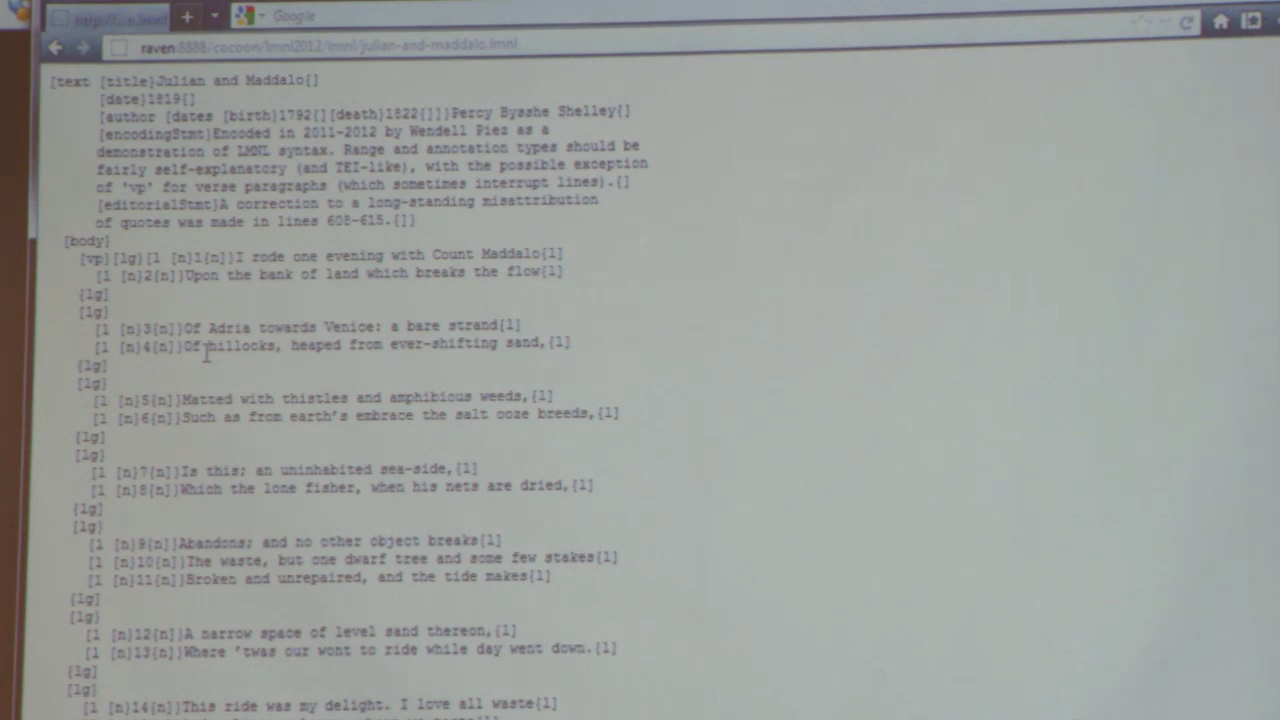 Google
raven:8888/cocoon/lmnl2012/lmnl/julian-and-maddalo.lmnl
[text [title}Julian and Maddalo{]
[date}1819{]
[author [dates [birth}1792{][death}1822{]]}Percy Bysshe Shelley{]
[encodingStmt}Encoded in 2011-2012 by Wendell Piez as a
demonstration of LMNL syntax. Range and annotation types should be
fairly self-explanatory (and TEI-like), with the possible exception
of 'vp' for verse paragraphs (which sometimes interrupt lines).{]
[editorialStmt}A correction to a long-standing misattribution
of quotes was made in lines 608-615.{]}
[body}
[vp}[lg}[l [n}1{n]}I rode one evening with Count Maddalo{l]
[l [n}2{n]}Upon the bank of land which breaks the flow{l]
{lg]
[lg}
[l [n}3{n]}Of Adria towards Venice: a bare strand{l]
[l [n}4{n]}Of hillocks, heaped from ever-shifting sand,{l]
{lg]
[lg}
[l [n}5{n]}Matted with thistles and amphibious weeds,{l]
[l [n}6{n]}Such as from earth's embrace the salt ooze breeds,{l]
{lg]
[lg}
[l [n}7{n]}Is this; an uninhabited sea-side,{l]
[l [n}8{n]}Which the lone fisher, when his nets are dried,{l]
{lg]
[lg}
[l [n}9{n]}Abandons; and no other object breaks{l]
[l [n}10{n]}The waste, but one dwarf tree and some few stakes{l]
[l [n}11{n]}Broken and unrepaired, and the tide makes{l]
{lg]
[lg}
[l [n}12{n]}A narrow space of level sand thereon,{l]
[l [n}13{n]}Where 'twas our wont to ride while day went down.{l]
{lg]
[lg}
[l [n}14{n]}This ride was my delight. I love all waste{l]